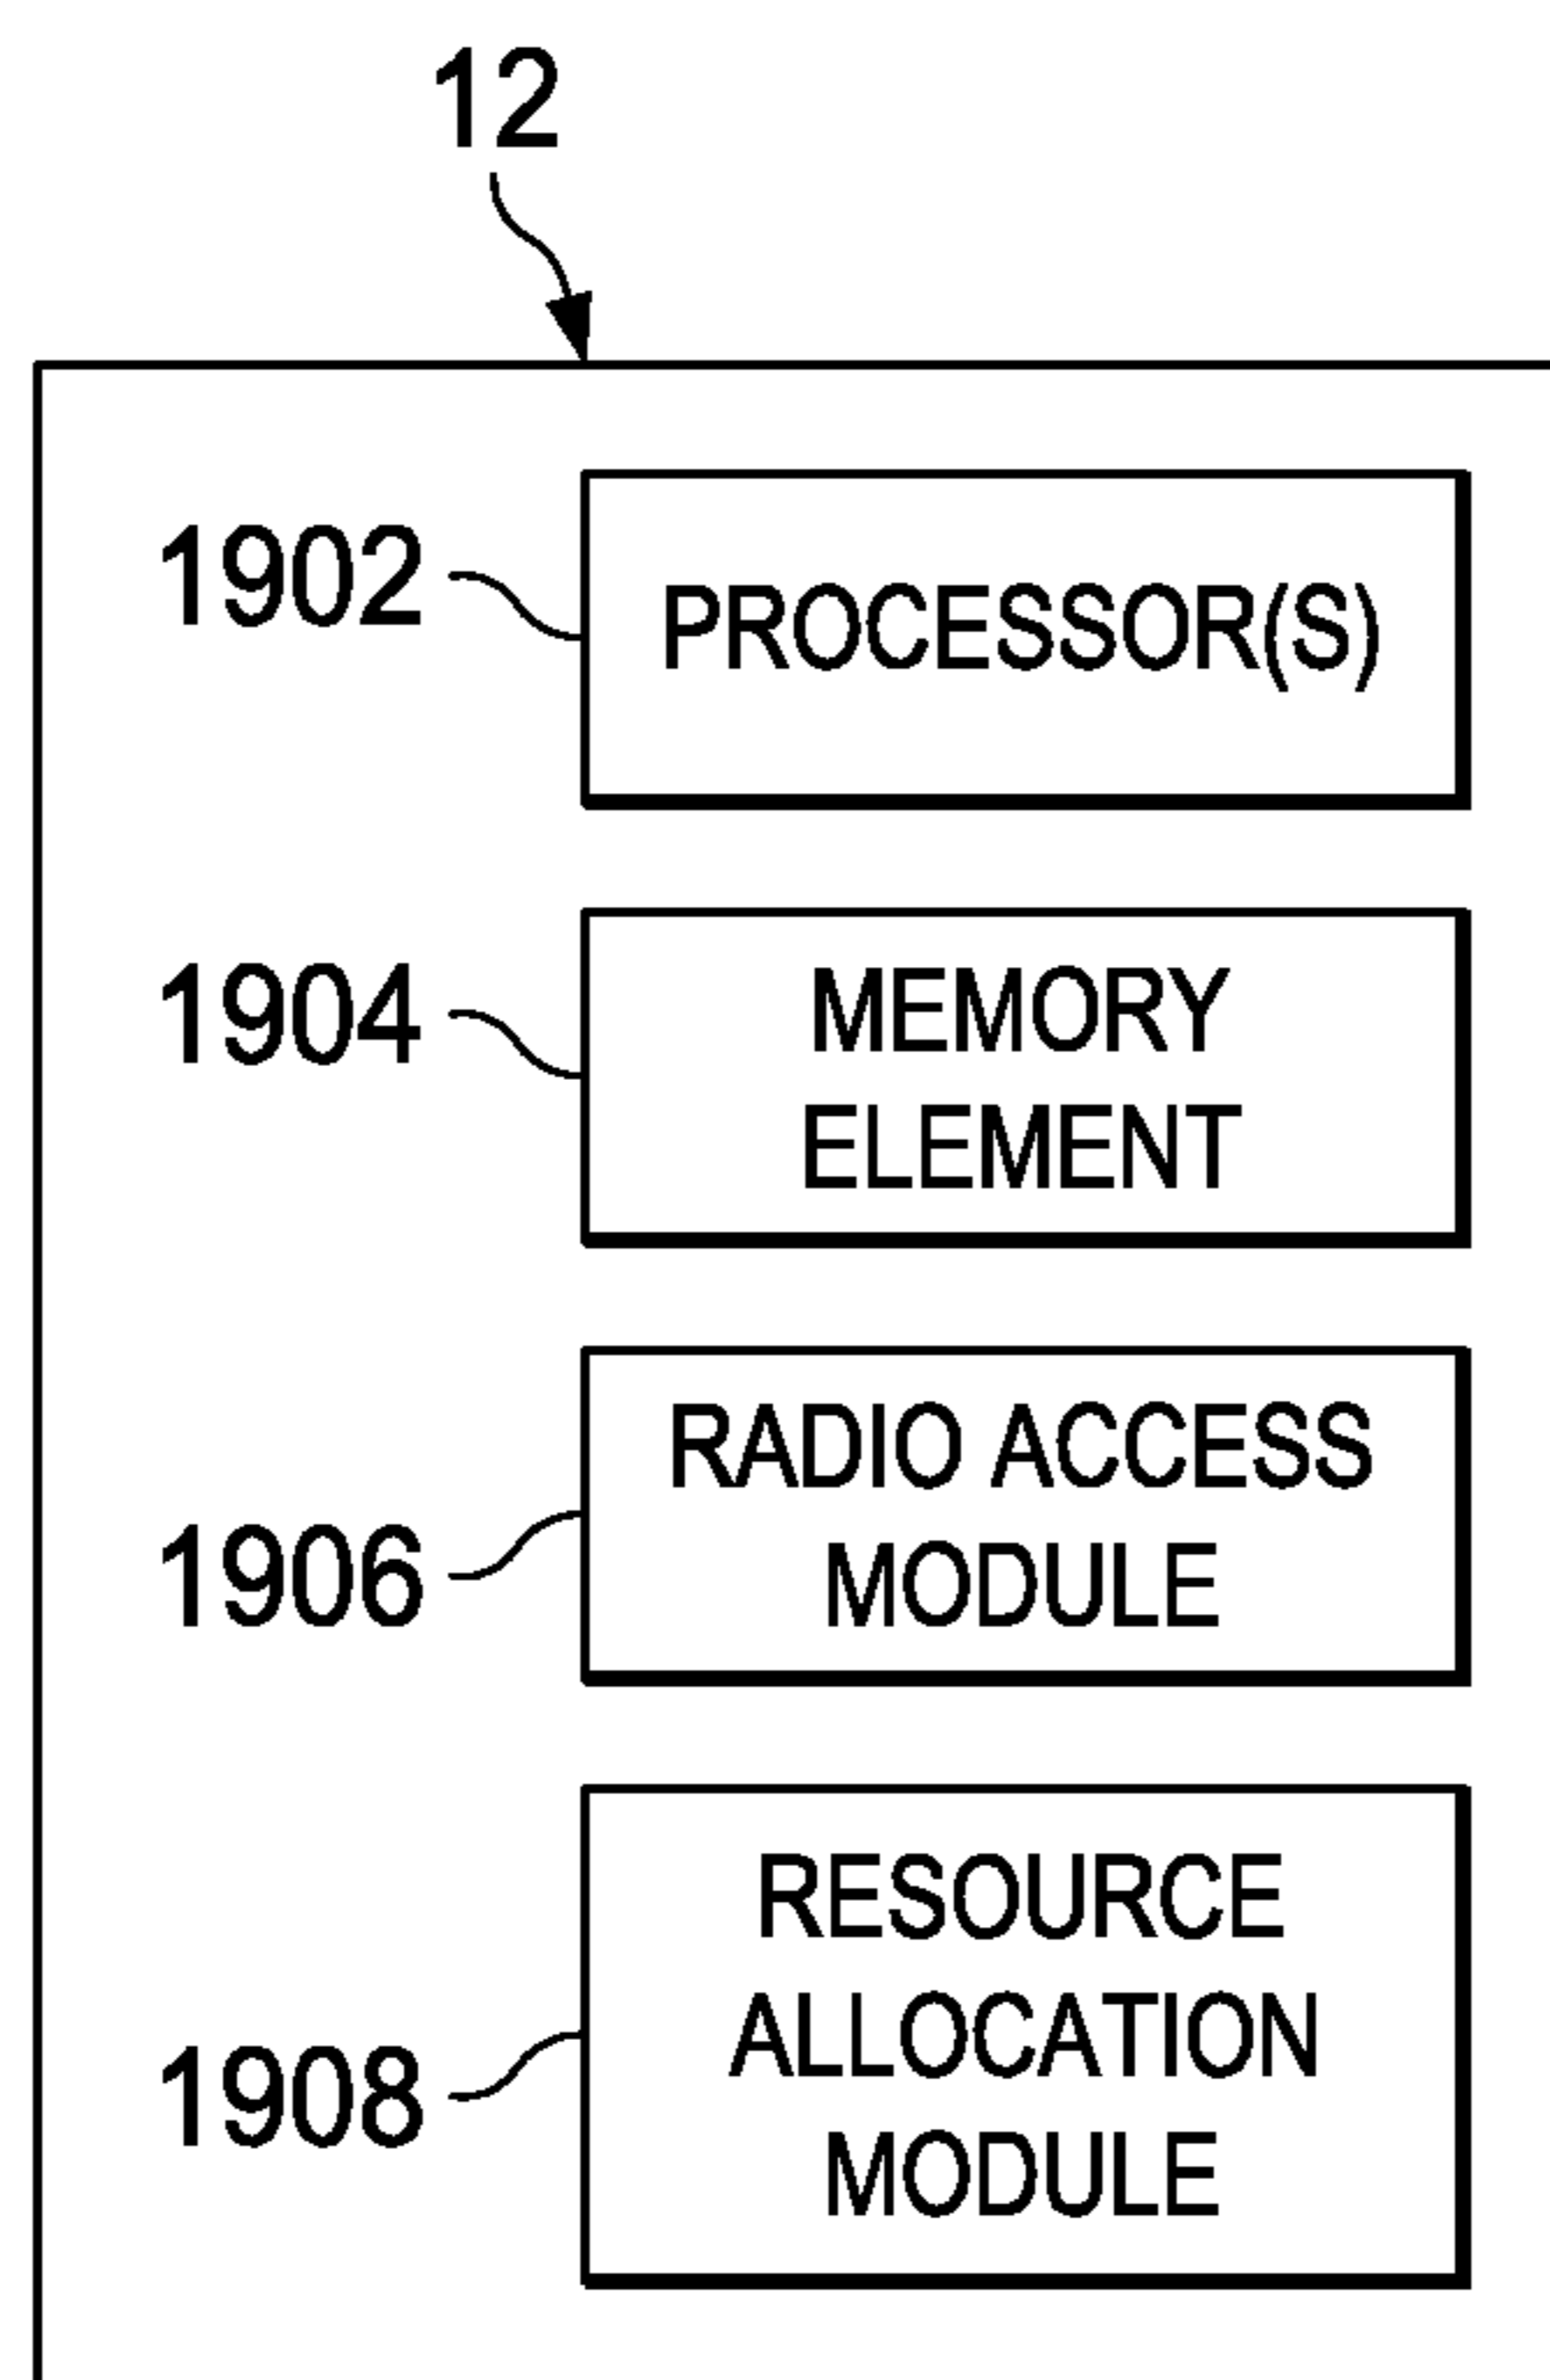 12
1902
PROCESSOR(S)
1904
MEMORY
ELEMENT
1906
RADIO ACCESS
MODULE
1908
RESOURCE
ALLOCATION
MODULE